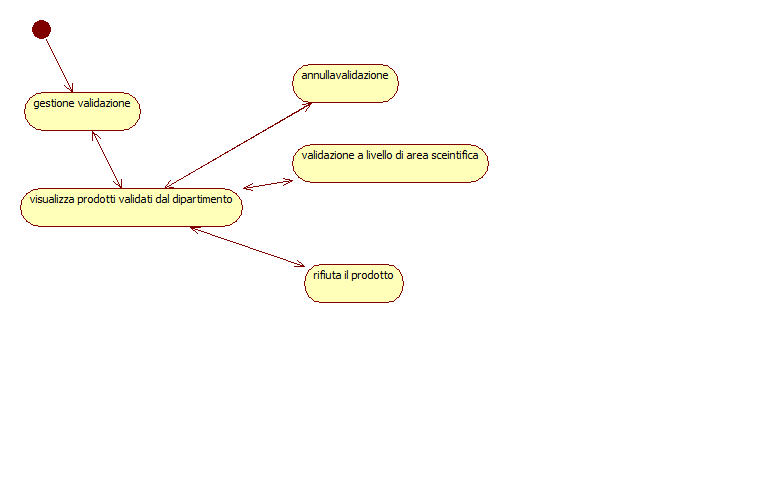 annullavalidazione
gestione validazione
validazione a livello di area sceintifica
visualizza prodotti validati dal dipartimento
rifiuta il prodotto